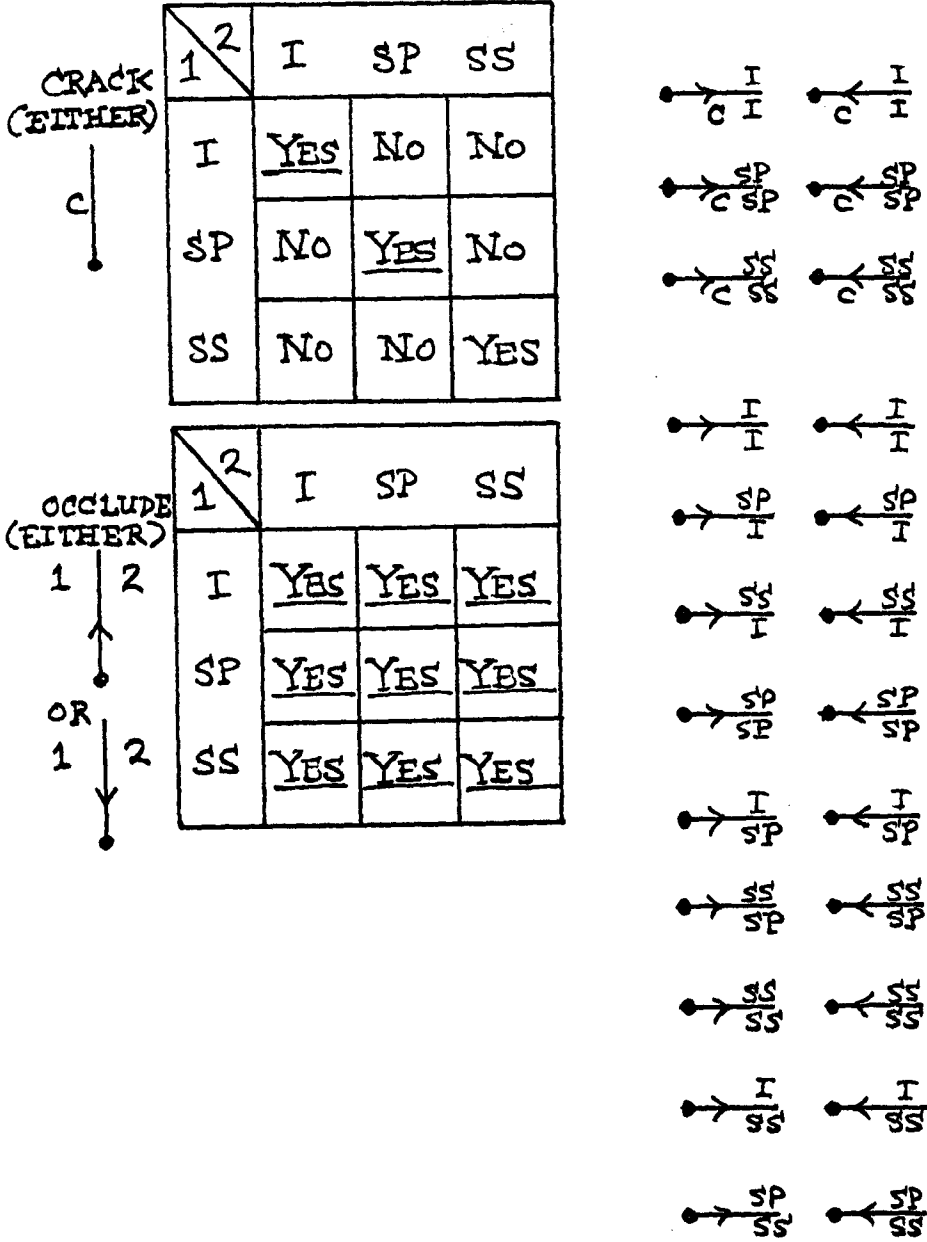 CRACK
(EITHER)
C
1 2 I SP SS
I YES NO NO
SP NO YES NO
SS NO NO YES
OCCLUDE
(EITHER)
1 2
OR
1 2
1 2 I SP SS
I YES YES YES
SP YES YES YES
SS YES YES YES
I I
C I C I
SP SP
C SP C SP
SS SS
C SS C SS
I I
I I
SP SP
I I
SS SS
I I
SP SP
SP SP
I I
SP SP
SS SS
SP SP
SS SS
SS SS
I I
SS SS
SP SP
SS SS